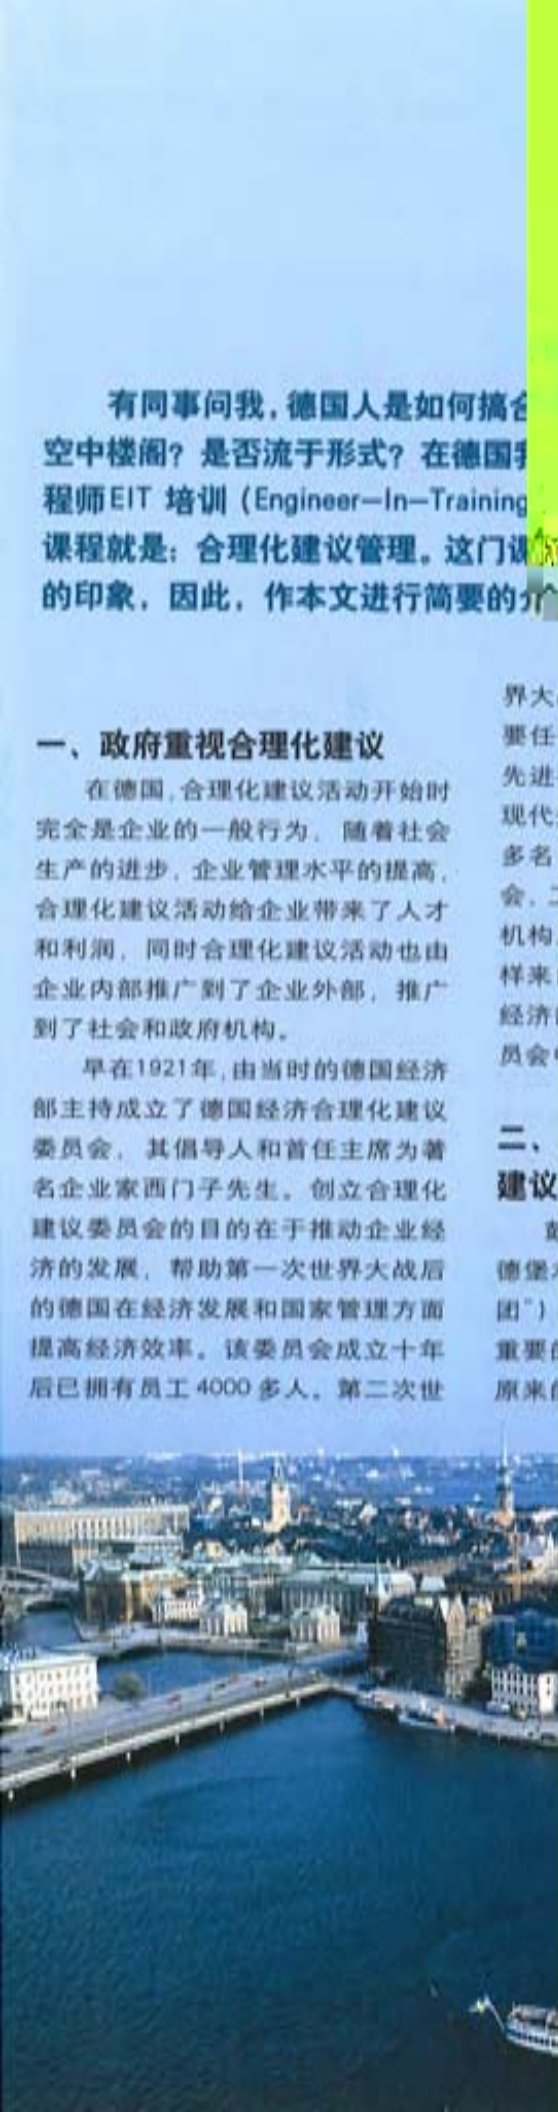 有同事问我，德国人是如何搞合
空中楼阁？是否流于形式？在德国我
程师EIT 培训（Engineer—In—Training
课程就是：合理化建议管理。这门课
的印象，因此，作本文进行简要的介
一、政府重视合理化建议
在德国，合理化建议活动开始时
完全是企业的一般行为，随着社会
生产的进步，企业管理水平的提高，
合理化建议活动给企业带来了人才
和利润，同时合理化建议活动也由
企业内部推广到了企业外部，推广
到了社会和政府机构。
早在1921年，由当时的德国经济
部主持成立了德国经济合理化建议
委员会，其倡导人和首任主席为著
名企业家西门子先生。创立合理化
建议委员会的目的在于推动企业经
济的发展，帮助第一次世界大战后
的德国在经济发展和国家管理方面
提高经济效率。该委员会成立十年
后已拥有员工4000多人。第二次世
界大
要任
先进
现代
多名
会，
机构
样来
经济
员会
二、
建议
德堡
团”）
重要的
原来的